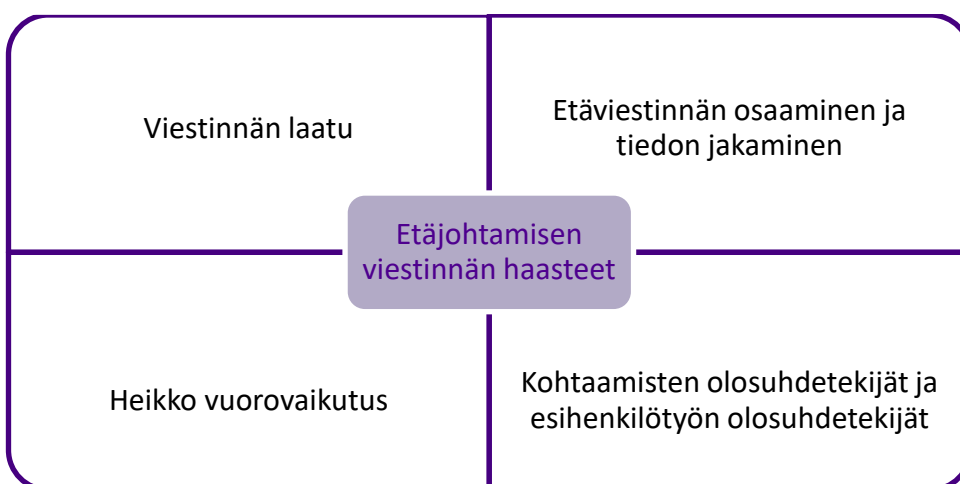 Viestinnän laatu
Etäviestinnän osaaminen ja
tiedon jakaminen
Etäjohtamisen
viestinnän haasteet
Heikko vuorovaikutus
Kohtaamisten olosuhdetekijät ja
esihenkilötyön olosuhdetekijät